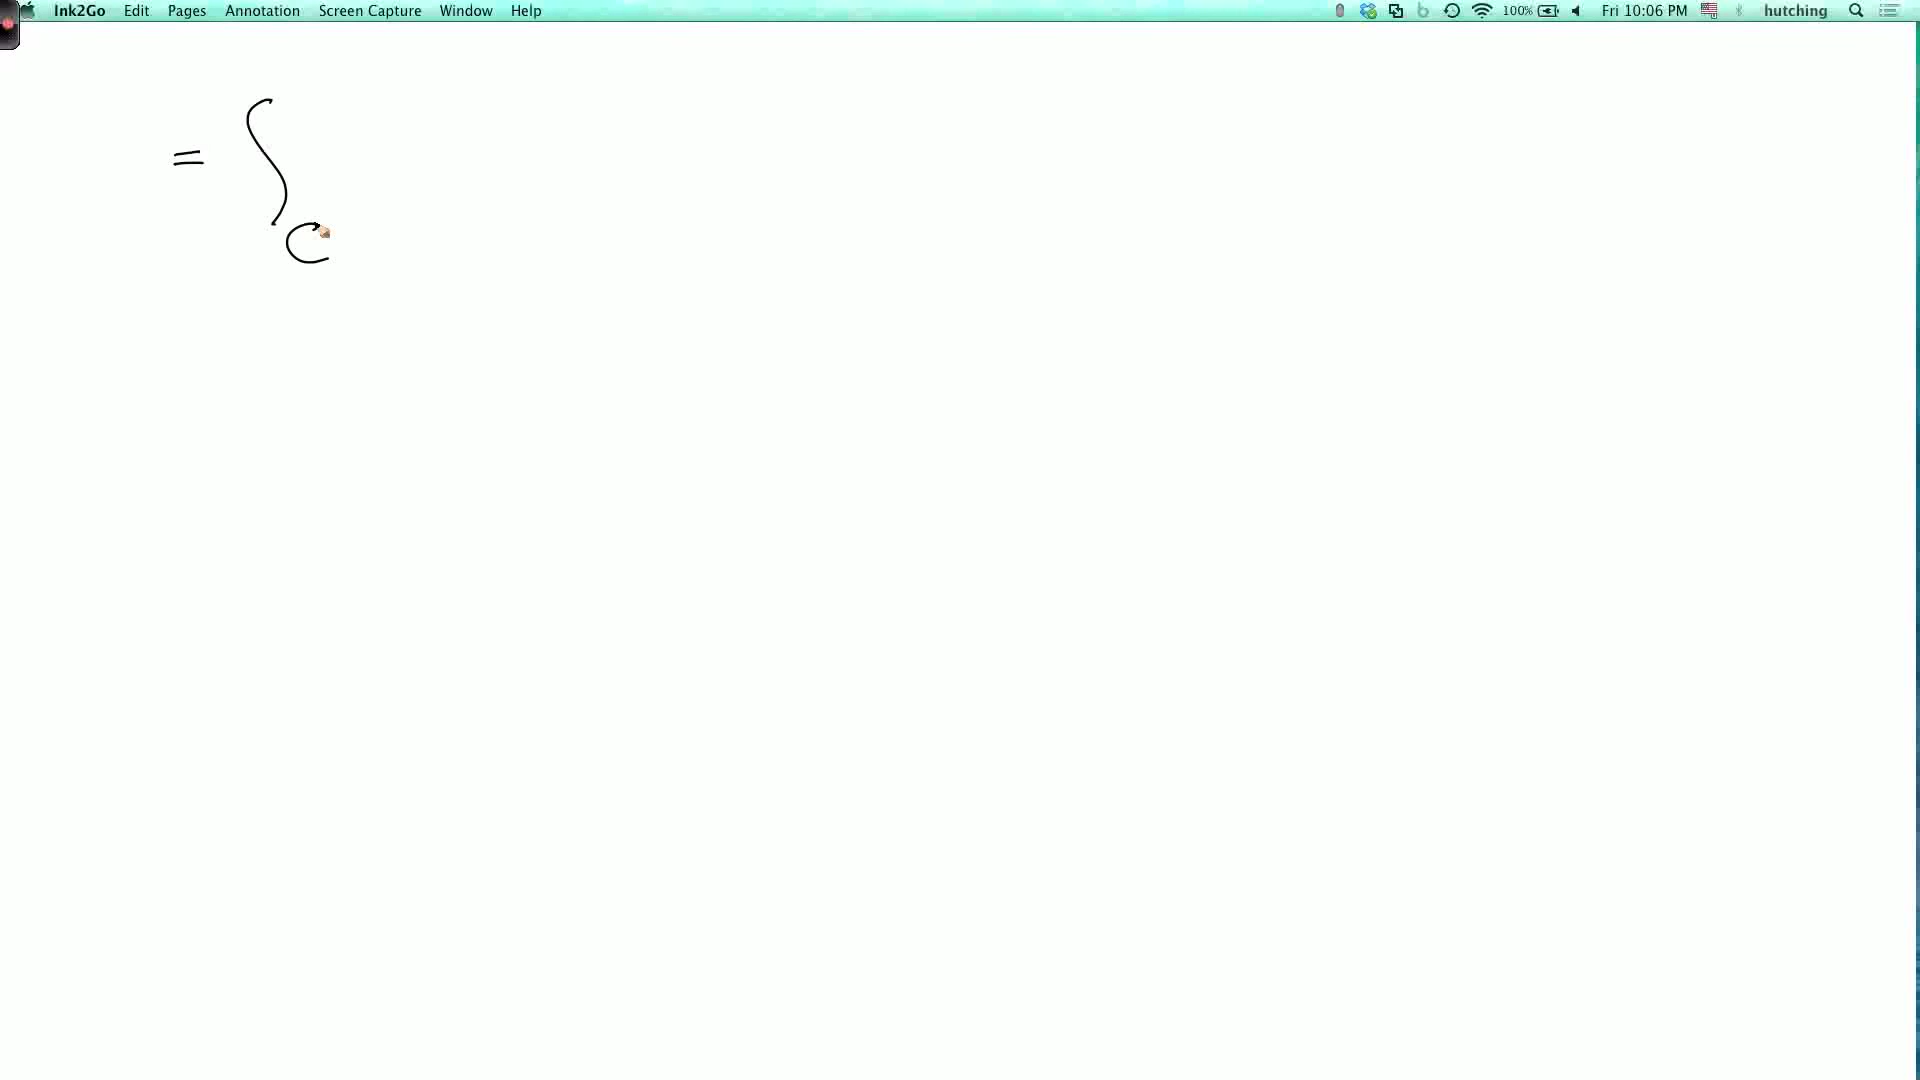 Ink2Go Edit Pages Annotation Screen Capture Window Help 100% Fri 10:06 PM hutching
= ∫
C